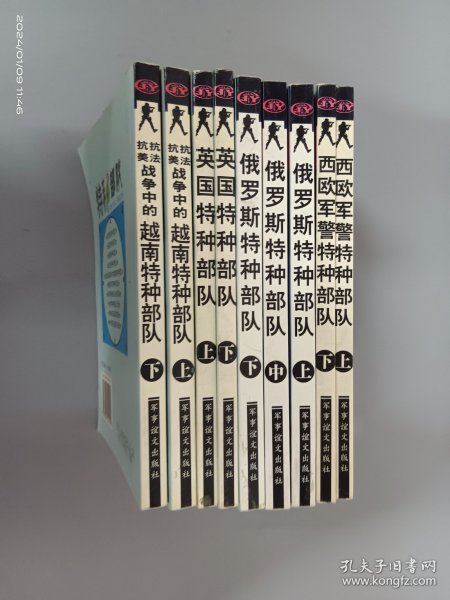 2024/01/09 11:46
特种部队
抗法
抗美
战争中的
越南特种部队
下
军事谊文出版社
抗法
抗美
战争中的
越南特种部队
上
军事谊文出版社
英国特种部队
上
军事谊文出版社
英国特种部队
下
军事谊文出版社
俄罗斯特种部队
下
军事谊文出版社
俄罗斯特种部队
中
军事谊文出版社
俄罗斯特种部队
上
军事谊文出版社
西欧军警特种部队
下
军事谊文出版社
西欧军警特种部队
上
军事谊文出版社
孔夫子旧书网
www.kongfz.com